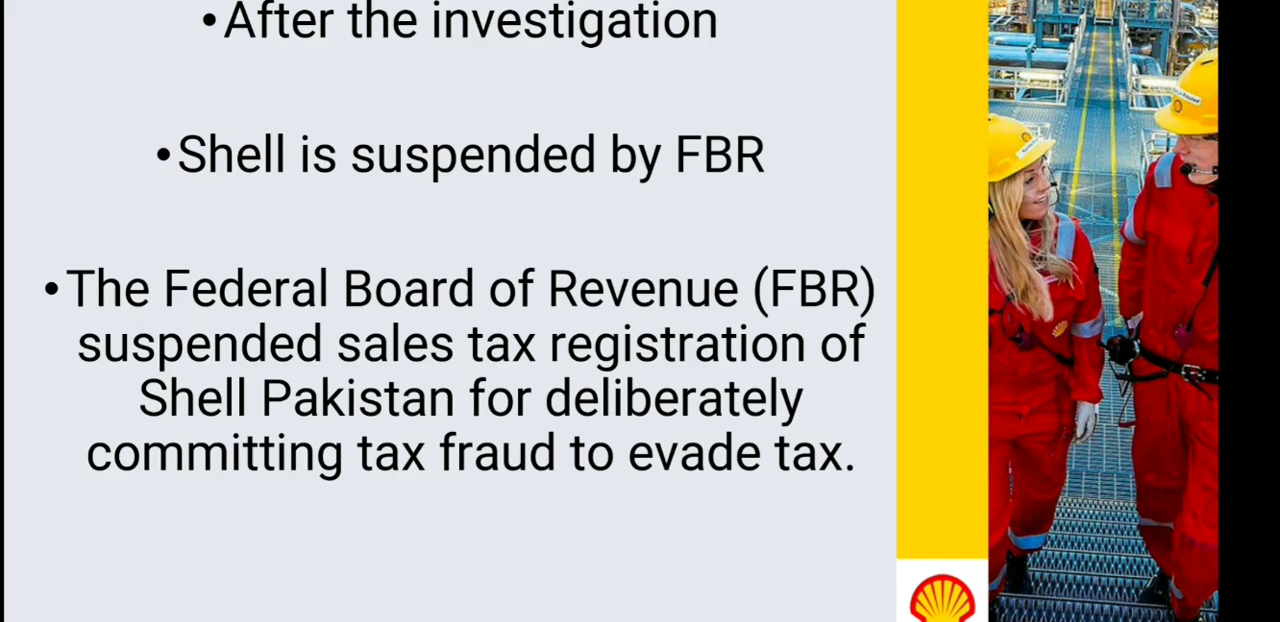 •After the investigation
•Shell is suspended by FBR
•The Federal Board of Revenue (FBR)
suspended sales tax registration of
Shell Pakistan for deliberately
committing tax fraud to evade tax.